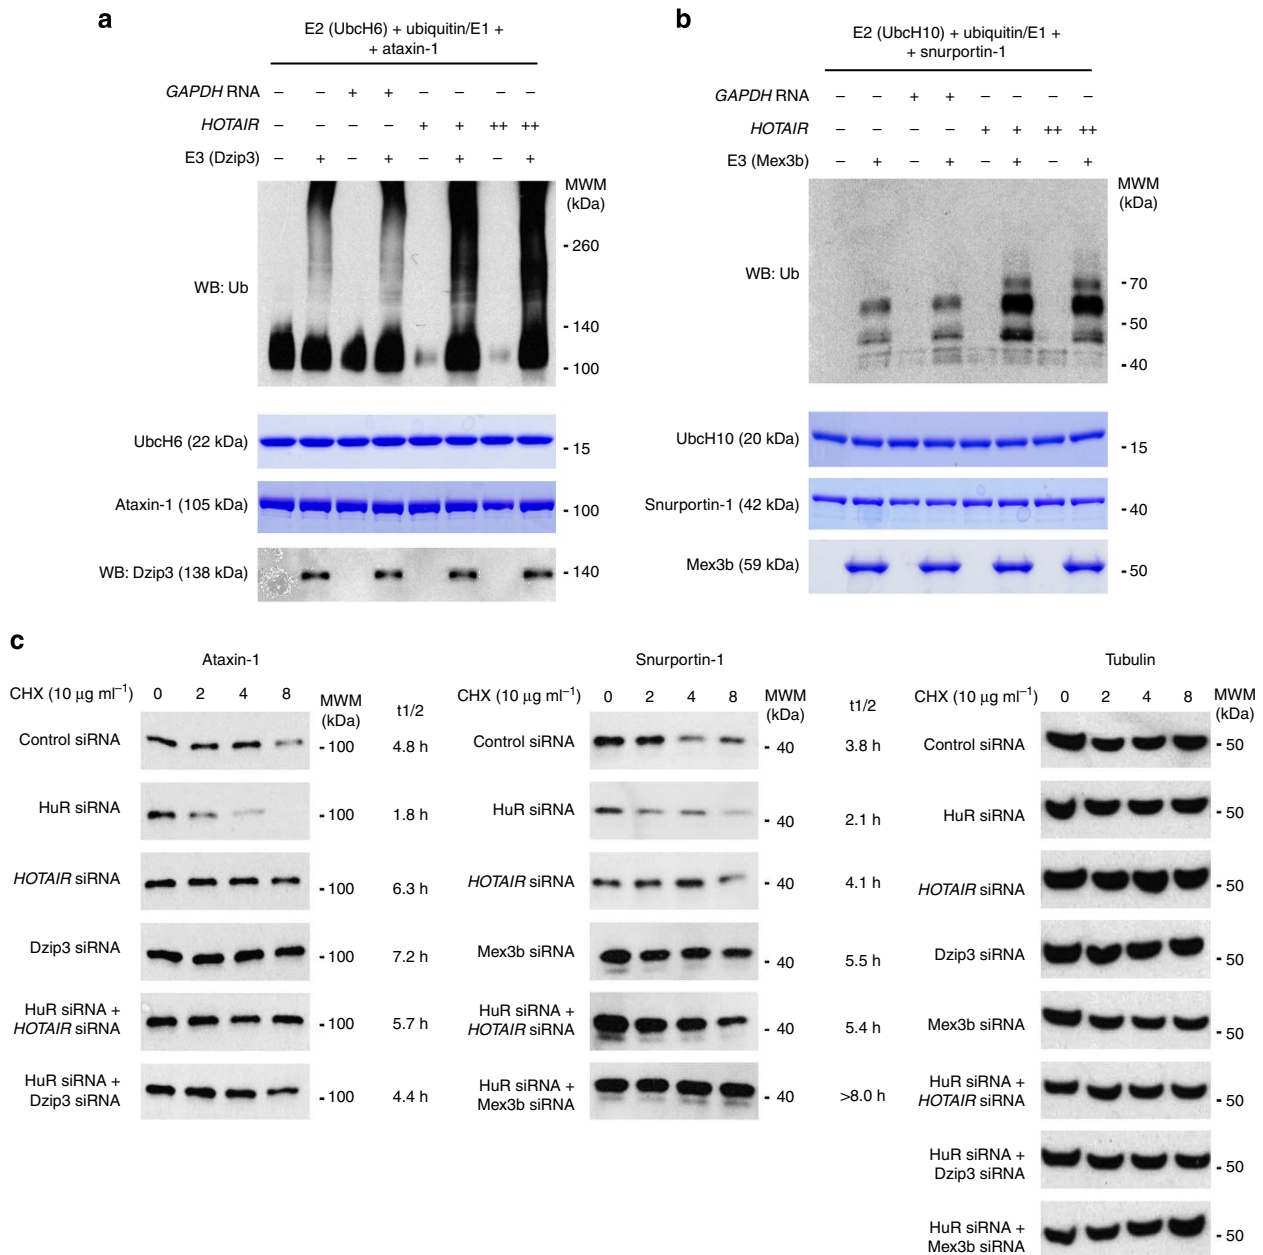 a
E2 (UbcH6) + ubiquitin/E1 +
+ ataxin-1
GAPDH RNA – – + + – – – –
HOTAIR – – – – + + ++ ++
E3 (Dzip3) – + – + – + – +
MWM
(kDa)
WB: Ub
- 260
- 140
- 100
UbcH6 (22 kDa)
- 15
Ataxin-1 (105 kDa)
- 100
WB: Dzip3 (138 kDa)
- 140
b
E2 (UbcH10) + ubiquitin/E1 +
+ snurportin-1
GAPDH RNA – – + + – – – –
HOTAIR – – – – + + ++ ++
E3 (Mex3b) – + – + – + – +
MWM
(kDa)
WB: Ub
- 70
- 50
- 40
UbcH10 (20 kDa)
- 15
Snurportin-1 (42 kDa)
- 40
Mex3b (59 kDa)
- 50
c
Ataxin-1
CHX (10 µg ml⁻¹) 0 2 4 8
MWM
(kDa)
t1/2
Control siRNA - 100 4.8 h
HuR siRNA - 100 1.8 h
HOTAIR siRNA - 100 6.3 h
Dzip3 siRNA - 100 7.2 h
HuR siRNA +
HOTAIR siRNA - 100 5.7 h
HuR siRNA +
Dzip3 siRNA - 100 4.4 h
Snurportin-1
CHX (10 µg ml⁻¹) 0 2 4 8
MWM
(kDa)
t1/2
Control siRNA - 40 3.8 h
HuR siRNA - 40 2.1 h
HOTAIR siRNA - 40 4.1 h
Mex3b siRNA - 40 5.5 h
HuR siRNA +
HOTAIR siRNA - 40 5.4 h
HuR siRNA +
Mex3b siRNA - 40 >8.0 h
Tubulin
CHX (10 µg ml⁻¹) 0 2 4 8
MWM
(kDa)
Control siRNA - 50
HuR siRNA - 50
HOTAIR siRNA - 50
Dzip3 siRNA - 50
Mex3b siRNA - 50
HuR siRNA +
HOTAIR siRNA - 50
HuR siRNA +
Dzip3 siRNA - 50
HuR siRNA +
Mex3b siRNA - 50